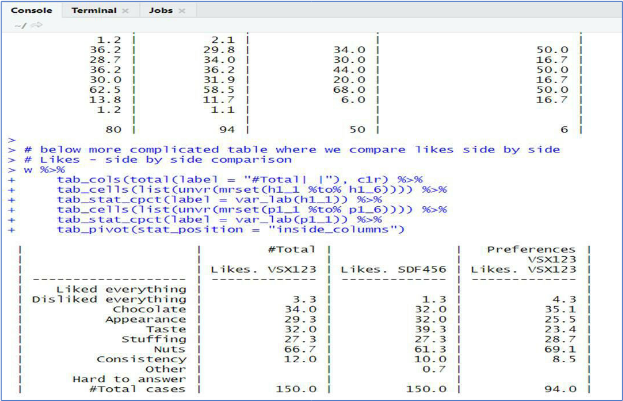 Console Terminal × Jobs ×
~/
1.2 | 2.1 | | |
36.2 | 29.8 | 34.0 | 50.0 |
28.7 | 34.0 | 30.0 | 16.7 |
36.2 | 36.2 | 44.0 | 50.0 |
30.0 | 31.9 | 20.0 | 16.7 |
62.5 | 58.5 | 68.0 | 50.0 |
13.8 | 11.7 | 6.0 | 16.7 |
1.2 | 1.1 | | |
80 | 94 | 50 | 6 |
>
> # below more complicated table where we compare likes side by side
> # Likes - side by side comparison
> w %>%
+ tab_cols(total(label = "#Total| |"), c1r) %>%
+ tab_cells(list(unvr(mrset(h1_1 %to% h1_6)))) %>%
+ tab_stat_cpct(label = var_lab(h1_1)) %>%
+ tab_cells(list(unvr(mrset(p1_1 %to% p1_6)))) %>%
+ tab_stat_cpct(label = var_lab(p1_1)) %>%
+ tab_pivot(stat_position = "inside_columns")
| | #Total | | Preferences |
| | | | VSX123 |
| | Likes. VSX123 | Likes. SDF456 | Likes. VSX123 |
| -------------------- | ------------- | ------------- | ------------- |
| Liked everything | | | |
| Disliked everything | 3.3 | 1.3 | 4.3 |
| Chocolate | 34.0 | 32.0 | 35.1 |
| Appearance | 29.3 | 32.0 | 25.5 |
| Taste | 32.0 | 39.3 | 23.4 |
| Stuffing | 27.3 | 27.3 | 28.7 |
| Nuts | 66.7 | 61.3 | 69.1 |
| Consistency | 12.0 | 10.0 | 8.5 |
| Other | | 0.7 | |
| Hard to answer | | | |
| #Total cases | 150.0 | 150.0 | 94.0 |